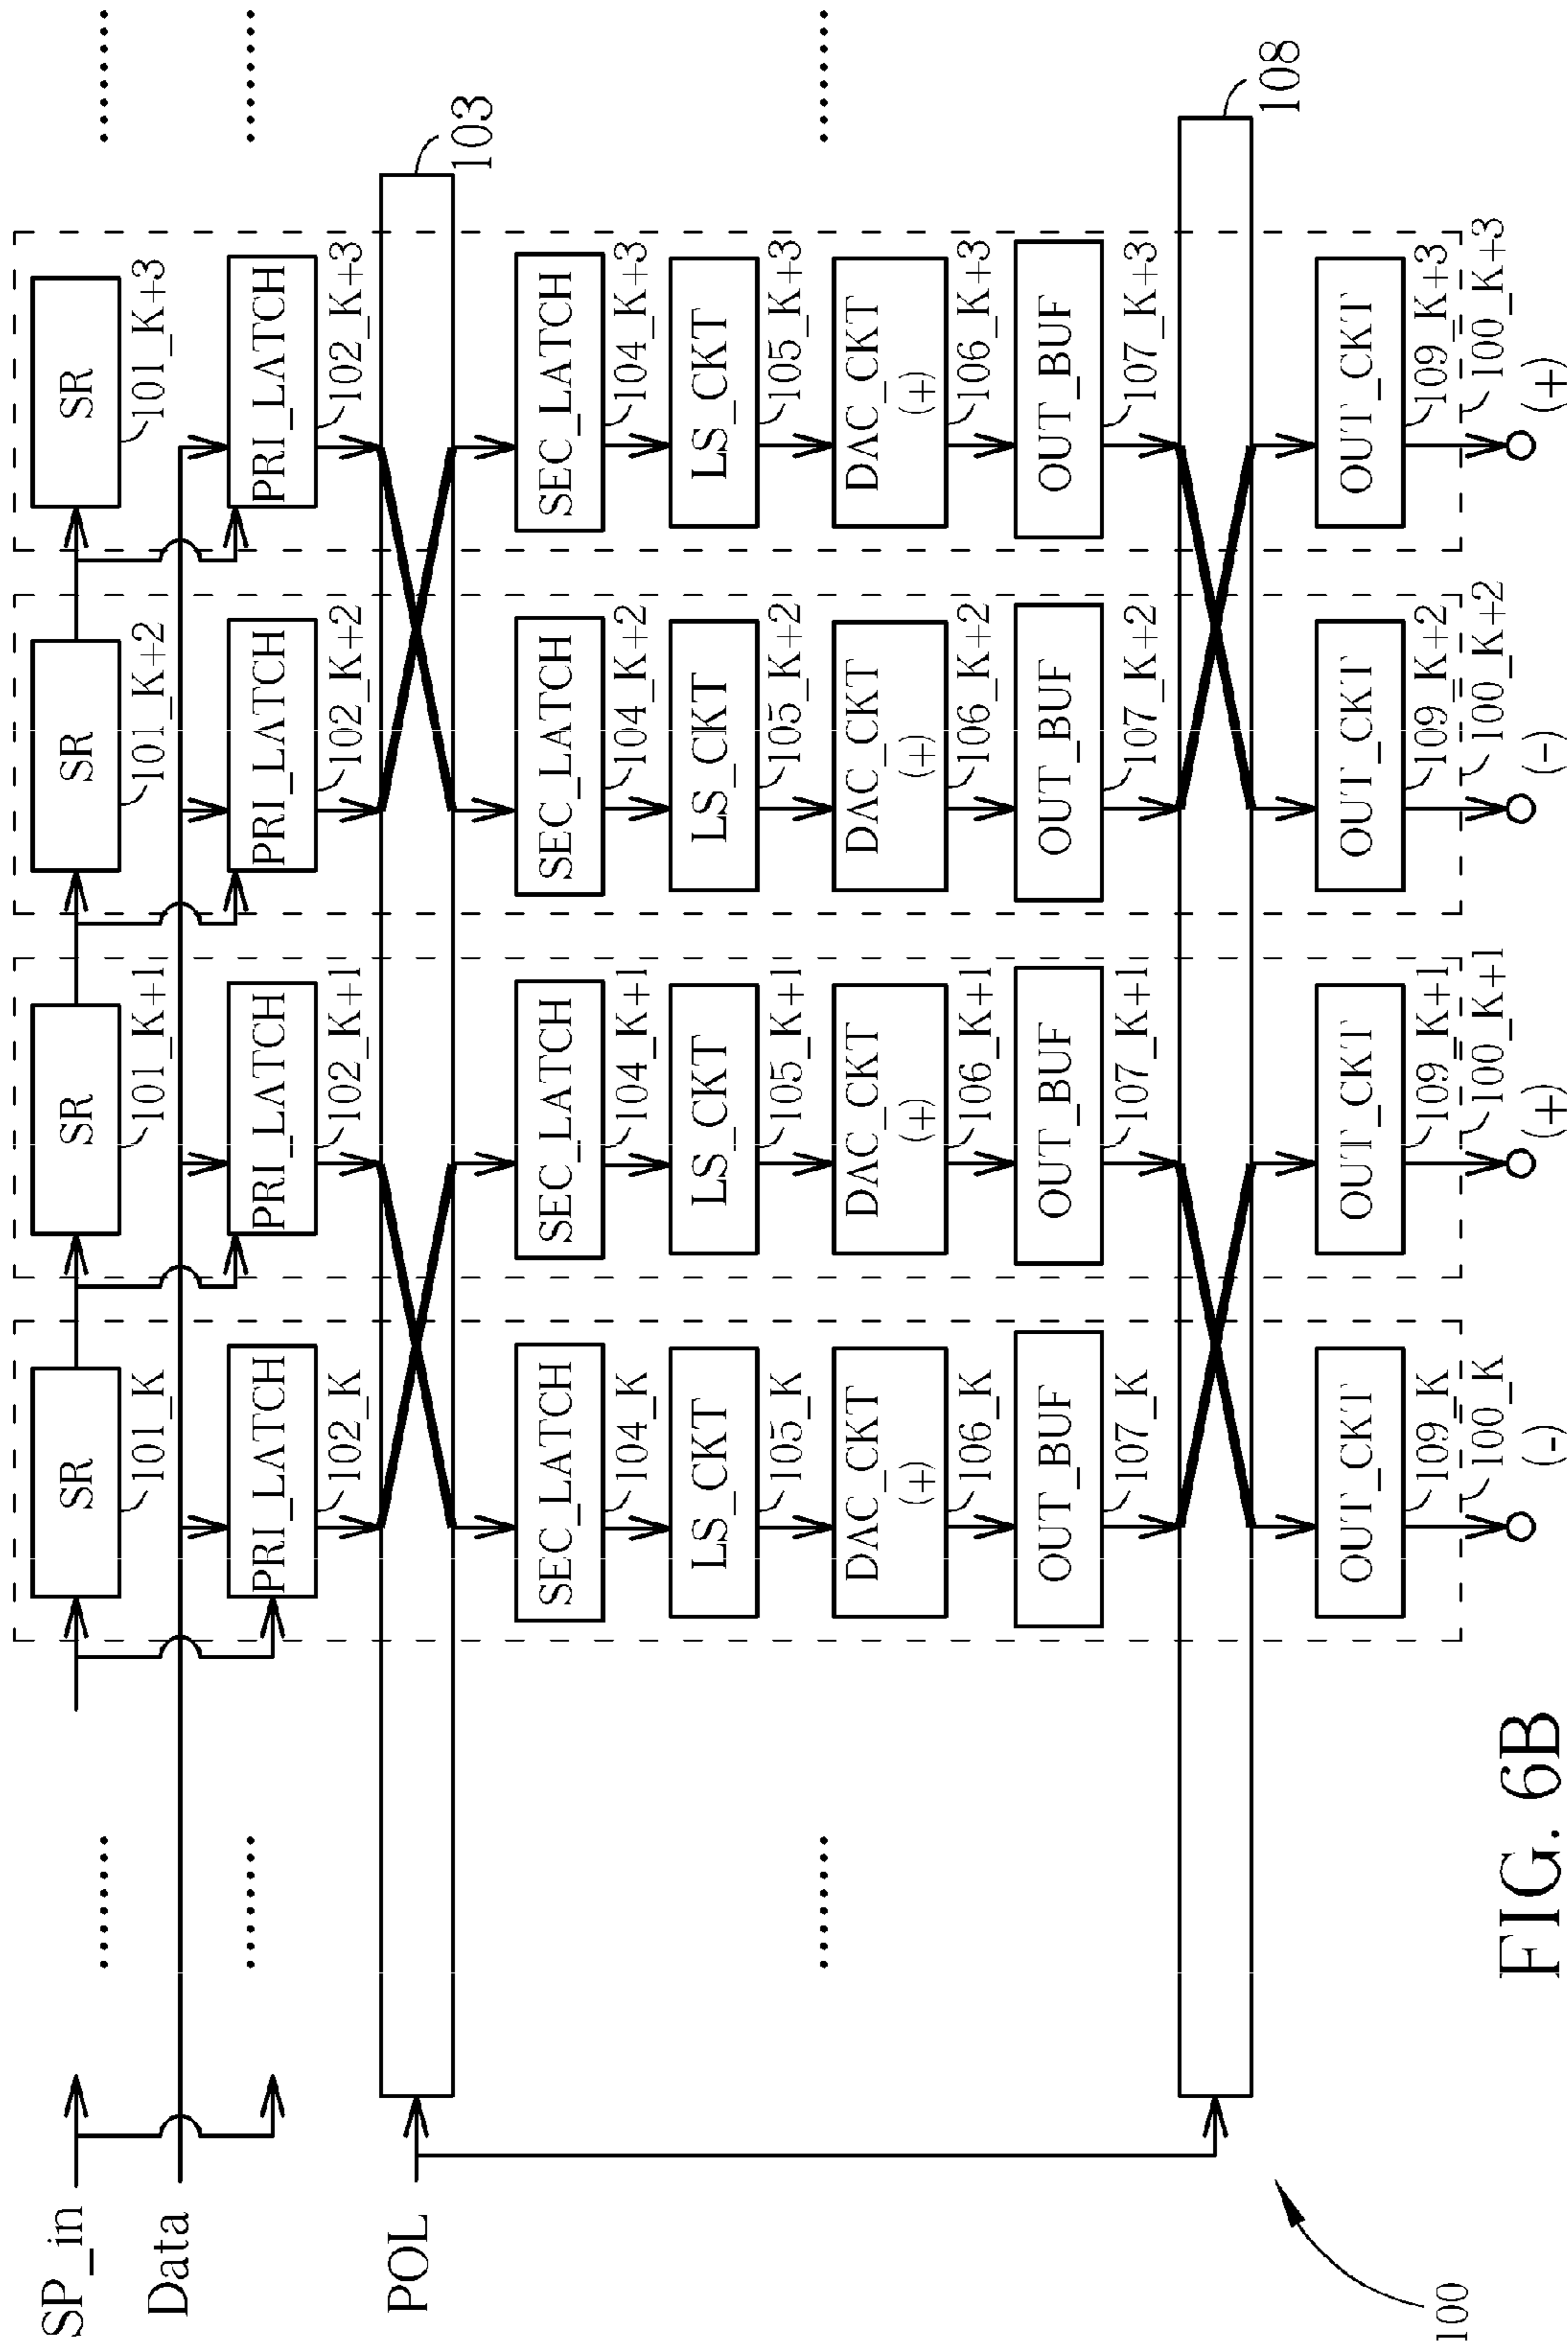 SP_in
SR SR SR SR
101_K 101_K+1 101_K+2 101_K+3
Data
PRI_LATCH PRI_LATCH PRI_LATCH PRI_LATCH
102_K 102_K+1 102_K+2 102_K+3
POL
103
SEC_LATCH SEC_LATCH SEC_LATCH SEC_LATCH
104_K 104_K+1 104_K+2 104_K+3
LS_CKT LS_CKT LS_CKT LS_CKT
105_K 105_K+1 105_K+2 105_K+3
DAC_CKT DAC_CKT DAC_CKT DAC_CKT
(+) (+) (+) (+)
106_K 106_K+1 106_K+2 106_K+3
OUT_BUF OUT_BUF OUT_BUF OUT_BUF
107_K 107_K+1 107_K+2 107_K+3
108
OUT_CKT OUT_CKT OUT_CKT OUT_CKT
109_K 109_K+1 109_K+2 109_K+3
100 100_K 100_K+1 100_K+2 100_K+3
(-) (+) (-) (+)
FIG. 6B